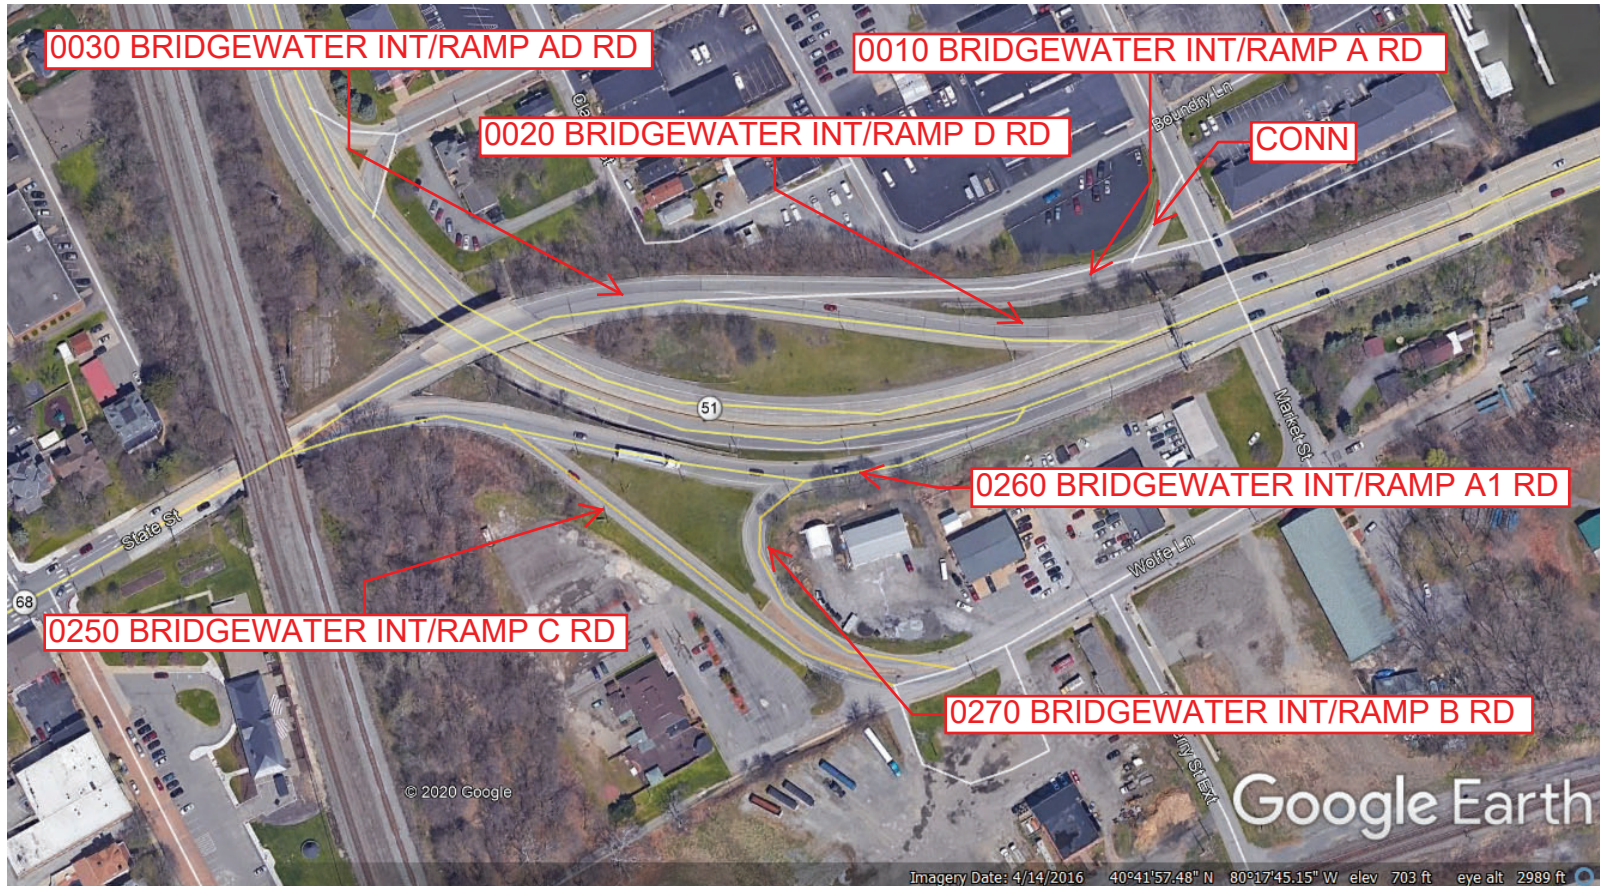 0030 BRIDGEWATER INT/RAMP AD RD
0010 BRIDGEWATER INT/RAMP A RD
0020 BRIDGEWATER INT/RAMP D RD
Boundry Ln
CONN
51
Market St
0260 BRIDGEWATER INT/RAMP A1 RD
State St
Wolfe Ln
68
0250 BRIDGEWATER INT/RAMP C RD
0270 BRIDGEWATER INT/RAMP B RD
St Ext
© 2020 Google
Google Earth
Imagery Date: 4/14/2016 40°41'57.48" N 80°17'45.15" W elev 703 ft eye alt 2989 ft